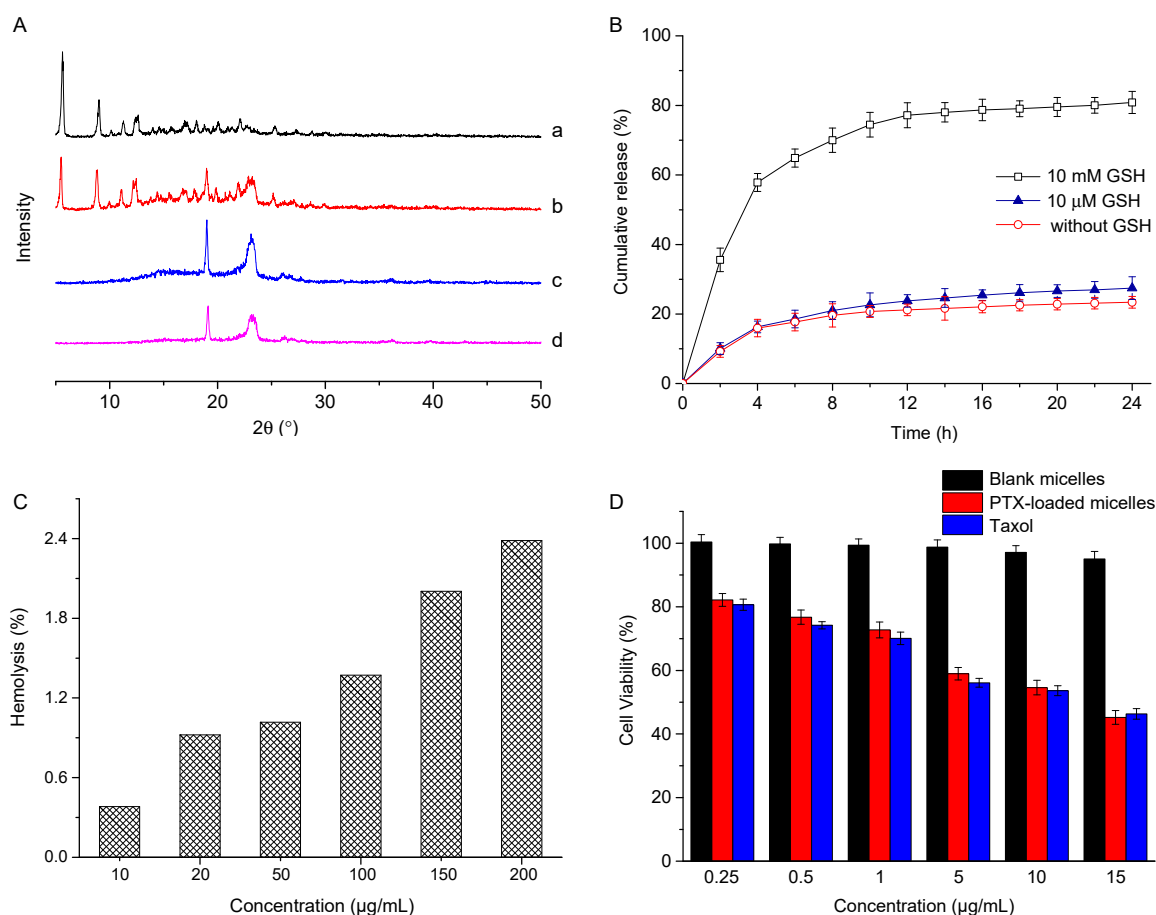 A
Intensity
a
b
c
d
10 20 30 40 50
2θ (°)
B
Cumulative release (%)
100
80
60
40
20
0
10 mM GSH
10 μM GSH
without GSH
0 4 8 12 16 20 24
Time (h)
C
Hemolysis (%)
2.4
1.8
1.2
0.6
0.0
10 20 50 100 150 200
Concentration (μg/mL)
D
Blank micelles
PTX-loaded micelles
Taxol
Cell Viability (%)
100
80
60
40
20
0
0.25 0.5 1 5 10 15
Concentration (μg/mL)